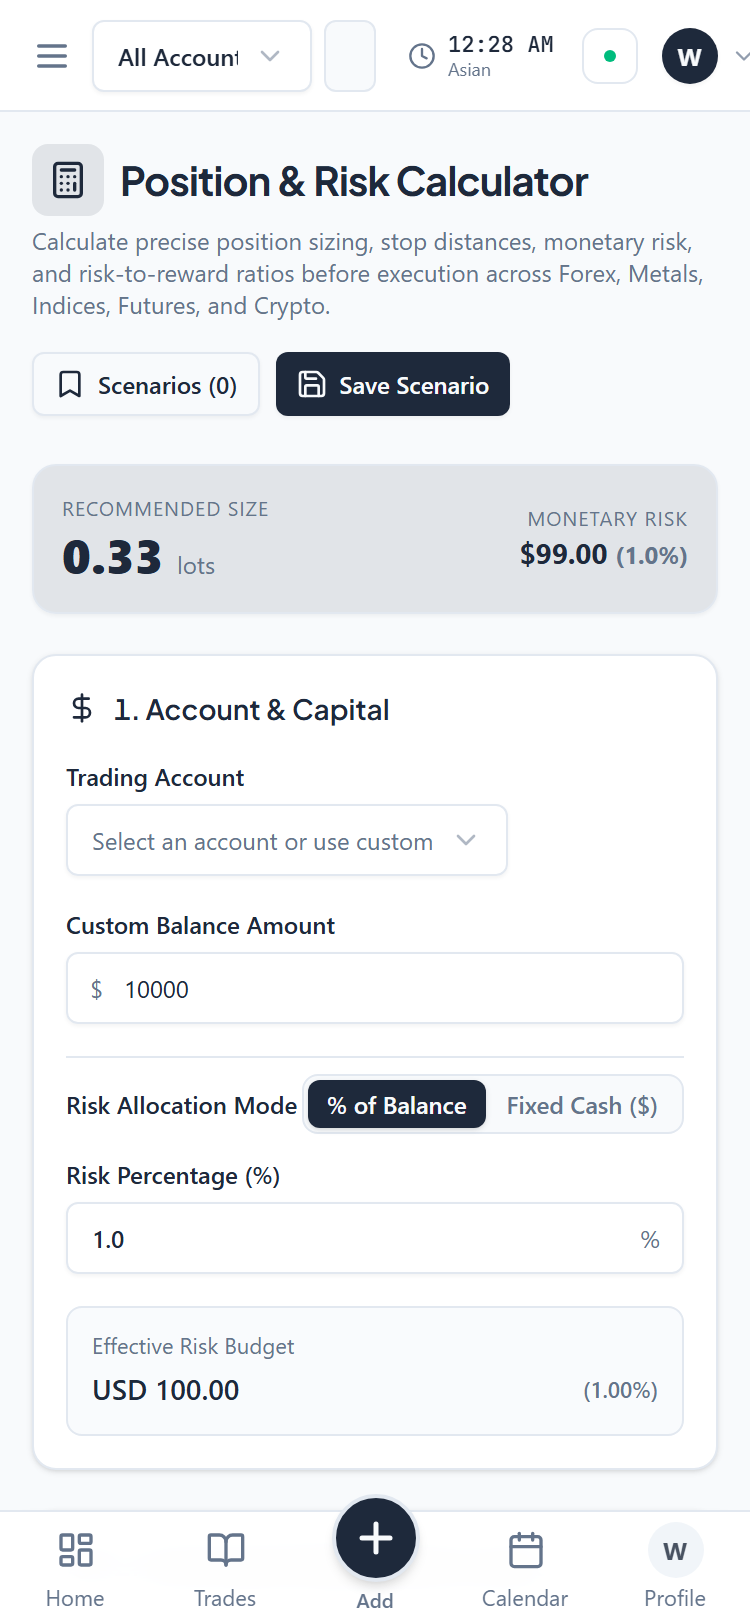 All Account
12:28 AM
Asian
W
Position & Risk Calculator
Calculate precise position sizing, stop distances, monetary risk,
and risk-to-reward ratios before execution across Forex, Metals,
Indices, Futures, and Crypto.
Scenarios (0)
Save Scenario
RECOMMENDED SIZE
0.33 lots
MONETARY RISK
$99.00 (1.0%)
1. Account & Capital
Trading Account
Select an account or use custom
Custom Balance Amount
$ 10000
Risk Allocation Mode % of Balance Fixed Cash ($)
Risk Percentage (%)
1.0 %
Effective Risk Budget
USD 100.00 (1.00%)
W
Home Trades Add Calendar Profile